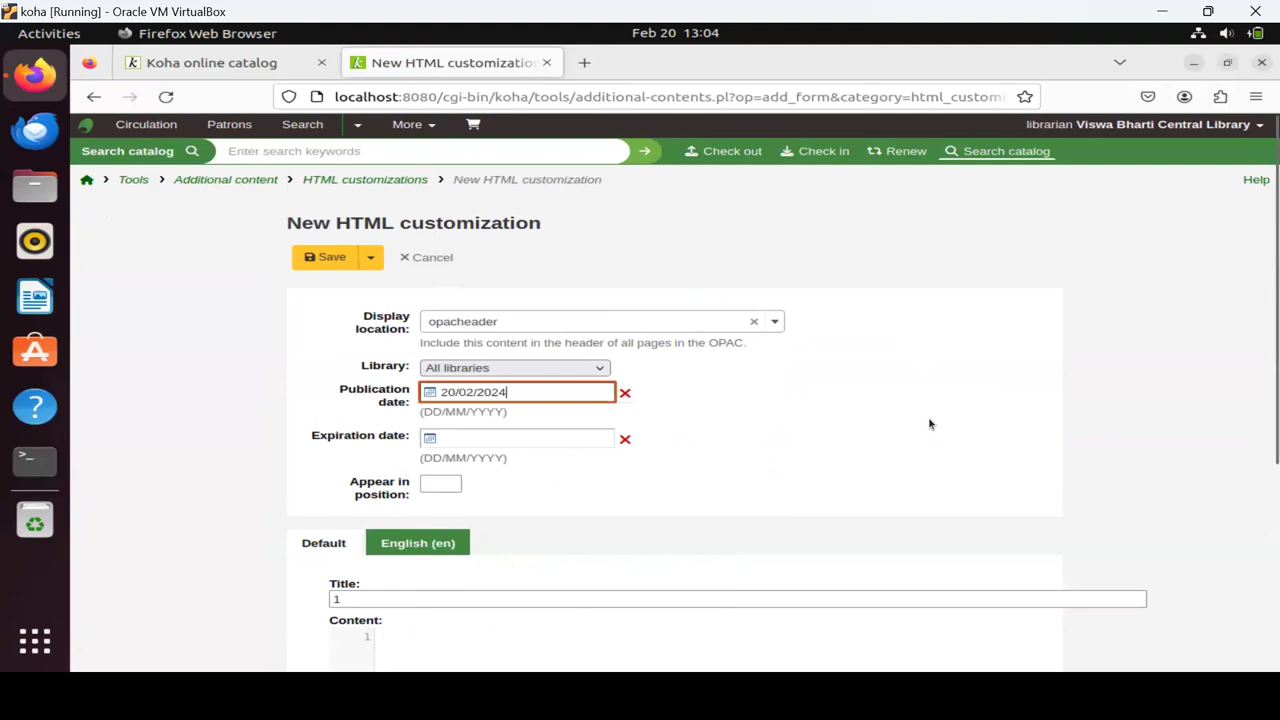 koha [Running] - Oracle VM VirtualBox
Activities
Firefox Web Browser
Feb 20 13:04
Koha online catalog
New HTML customizatio
localhost:8080/cgi-bin/koha/tools/additional-contents.pl?op=add_form&category=html_customi
Circulation
Patrons
Search
More
librarian Viswa Bharti Central Library
Search catalog
Enter search keywords
Check out
Check in
Renew
Search catalog
Tools
Additional content
HTML customizations
New HTML customization
Help
New HTML customization
Save
Cancel
Display location:
opacheader
Include this content in the header of all pages in the OPAC.
Library:
All libraries
Publication date:
20/02/2024
(DD/MM/YYYY)
Expiration date:
(DD/MM/YYYY)
Appear in position:
Default
English (en)
Title:
1
Content:
1